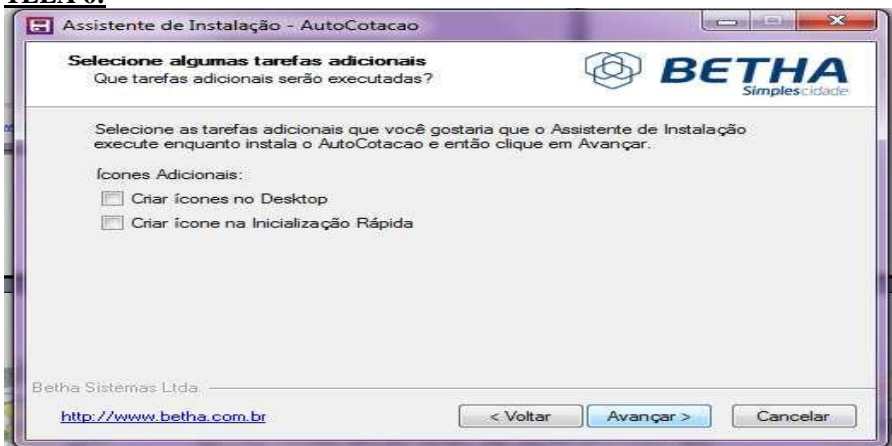 TELA 6:
Assistente de Instalação - AutoCotacao
Selecione algumas tarefas adicionais
Que tarefas adicionais serão executadas?
BETHA
Simplescidade
Selecione as tarefas adicionais que você gostaria que o Assistente de Instalação
execute enquanto instala o AutoCotacao e então clique em Avançar.
Ícones Adicionais:
Criar ícones no Desktop
Criar ícone na Inicialização Rápida
Betha Sistemas Ltda.
http://www.betha.com.br
< Voltar
Avançar >
Cancelar